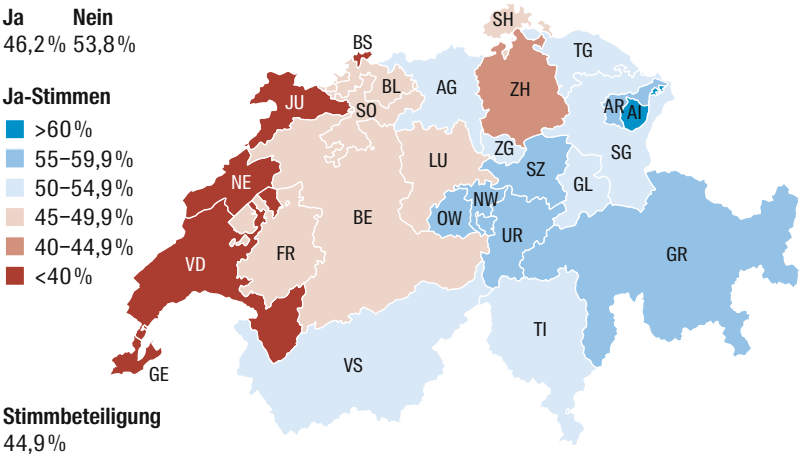 Ja Nein
46,2% 53,8%
Ja-Stimmen
>60%
55–59,9%
50–54,9%
45–49,9%
40–44,9%
<40%
Stimmbeteiligung
44,9%
SH
BS
TG
BL
AG
ZH
JU
SO
AR
AI
ZG
SG
LU
SZ
NE
GL
NW
OW
BE
UR
FR
GR
VD
TI
VS
GE